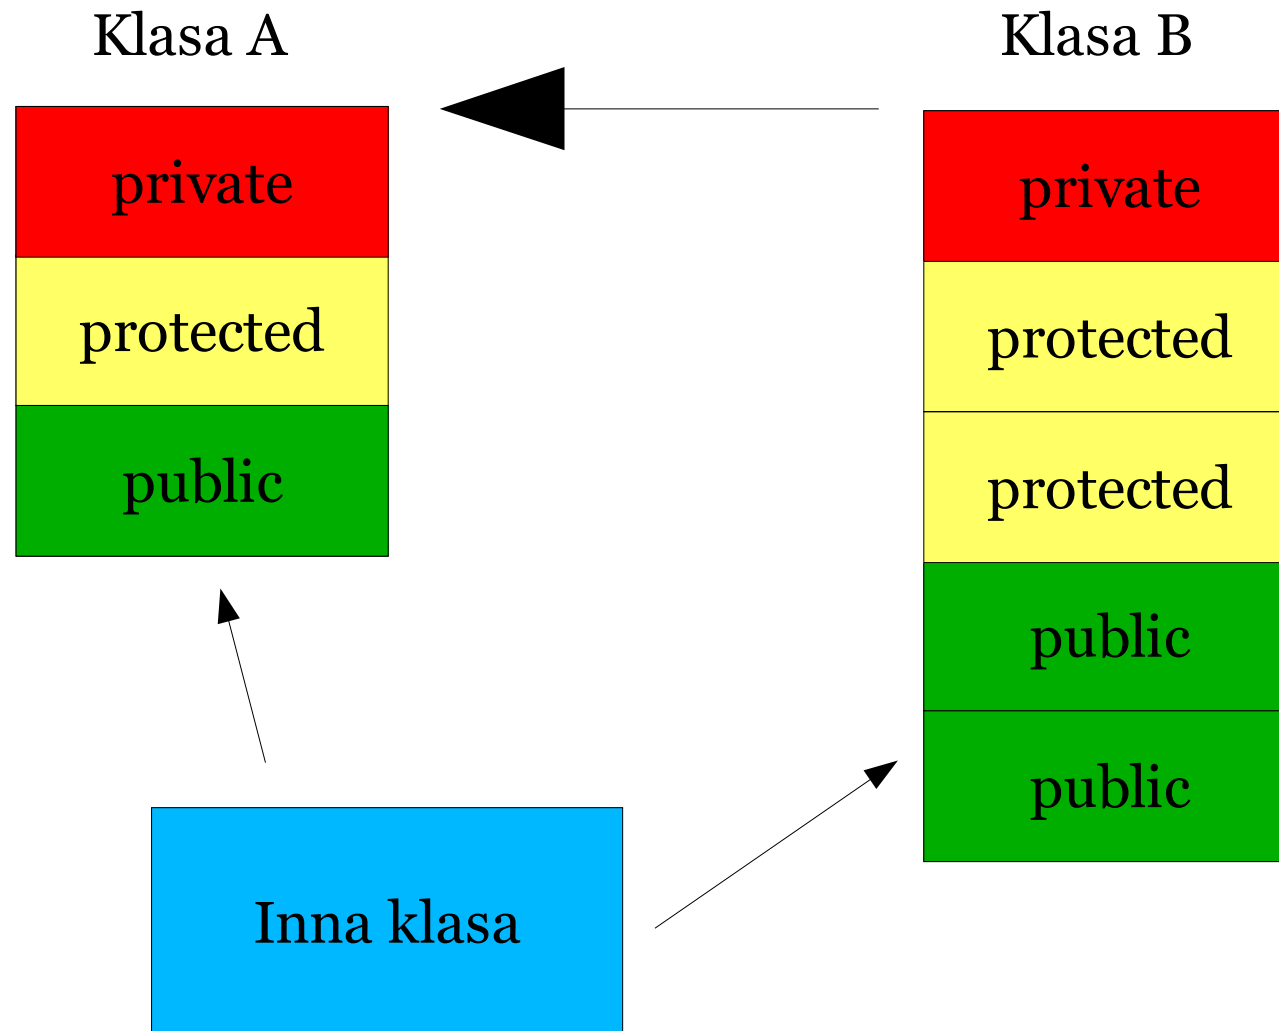 Klasa A
private
protected
public
Klasa B
private
protected
protected
public
public
Inna klasa